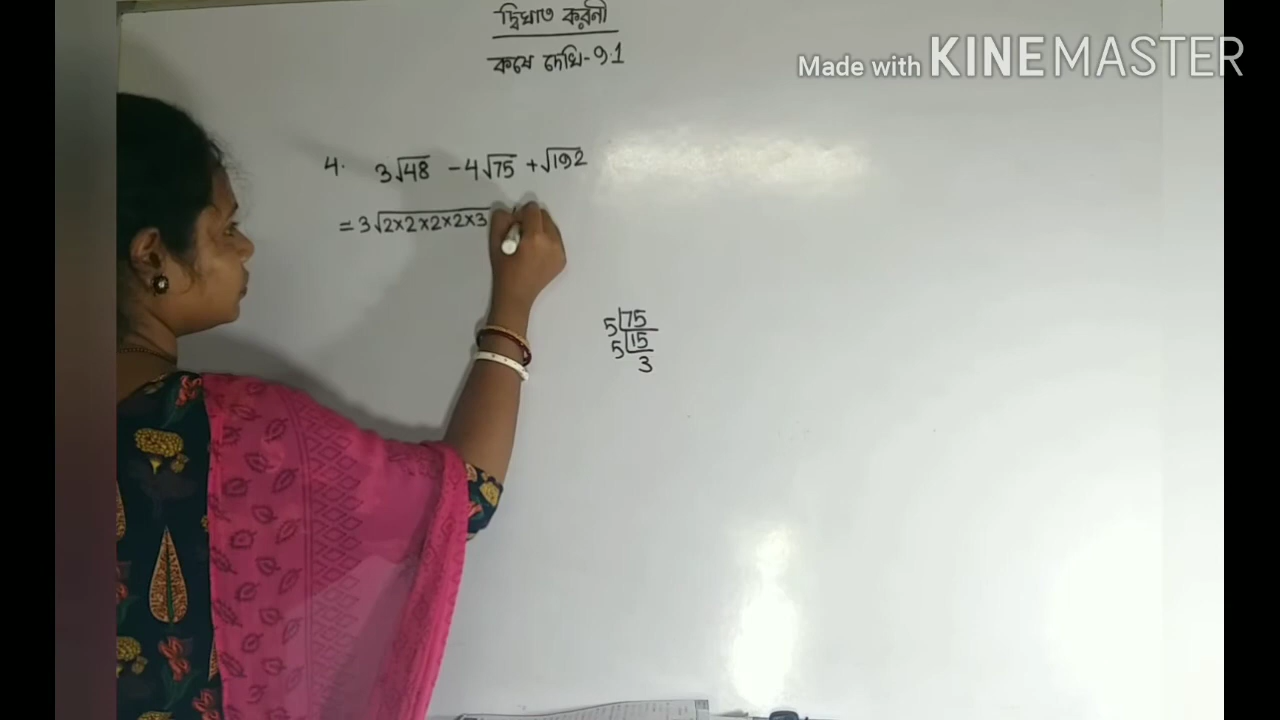 দ্বিঘাত করনী
কষে দেখি-9.1
Made with KINEMASTER
4. 3√48 - 4√75 + √192
= 3√2×2×2×2×3
5|75
5|15
3